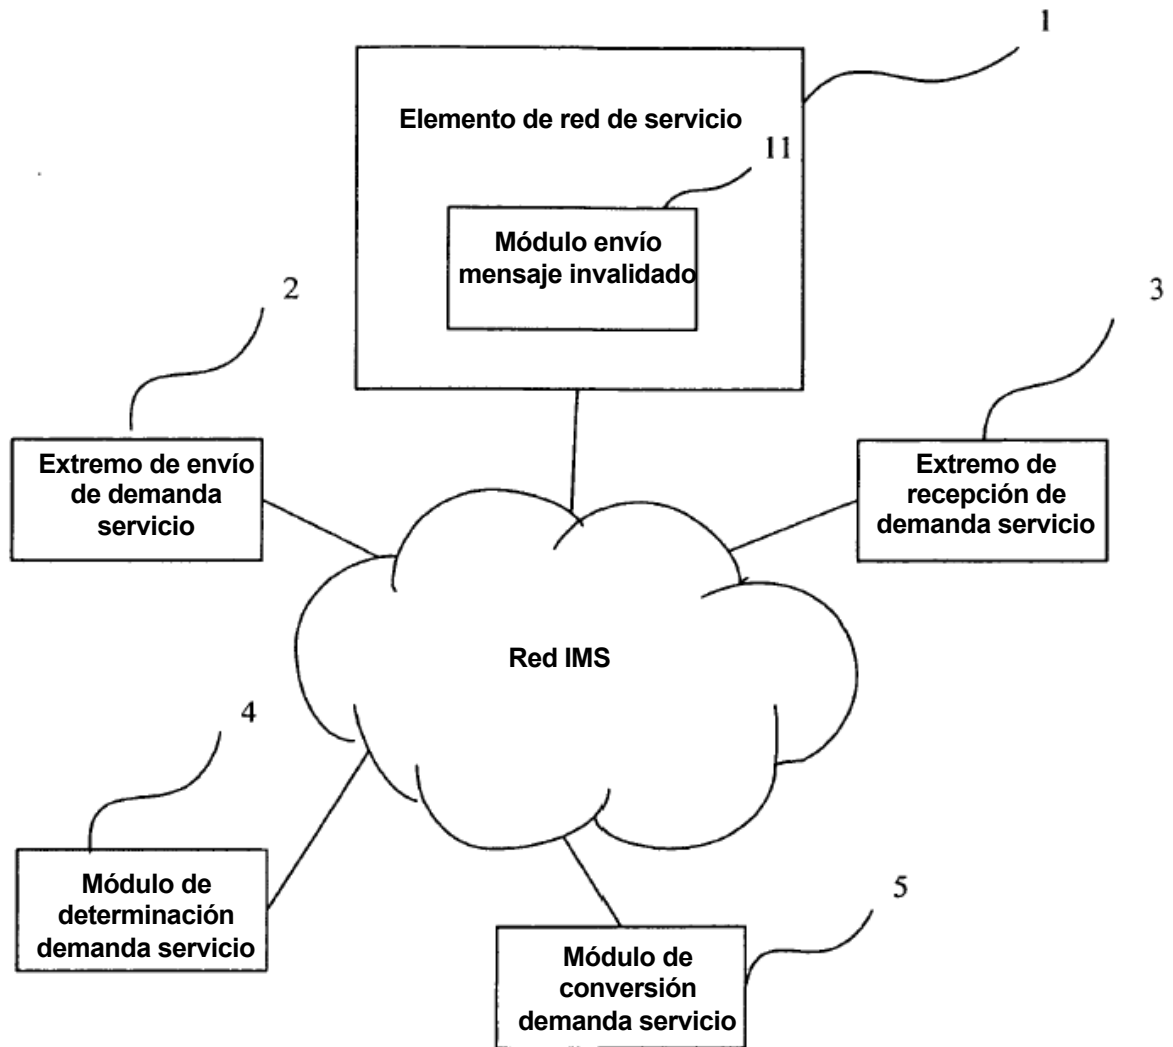 1
Elemento de red de servicio
11
Módulo envío
mensaje invalidado
2
3
Extremo de envío
de demanda
servicio
Extremo de
recepción de
demanda servicio
Red IMS
4
Módulo de
determinación
demanda servicio
5
Módulo de
conversión
demanda servicio